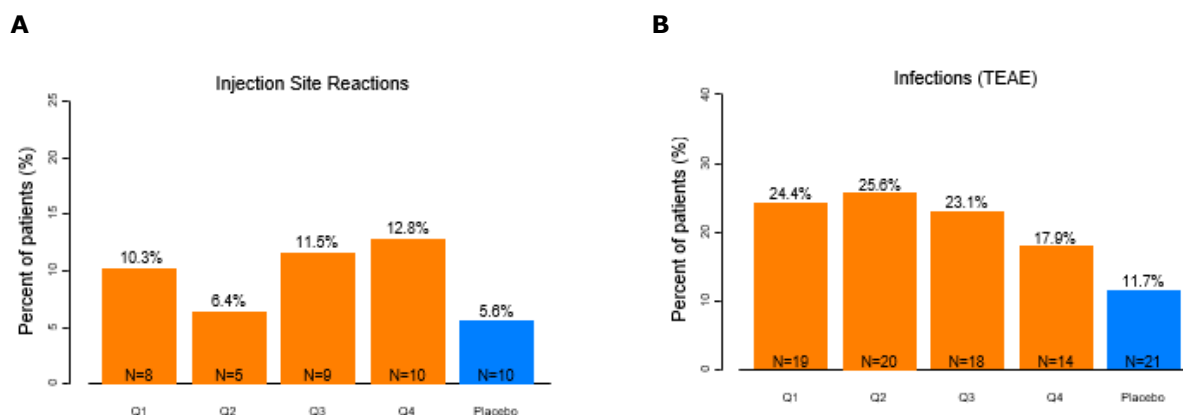 A
Injection Site Reactions
Percent of patients (%)
25
20
15
10
5
0
10.3%
6.4%
11.5%
12.8%
5.6%
N=8
N=5
N=9
N=10
N=10
Q1
Q2
Q3
Q4
Placebo
B
Infections (TEAE)
Percent of patients (%)
40
30
20
10
0
24.4%
25.6%
23.1%
17.9%
11.7%
N=19
N=20
N=18
N=14
N=21
Q1
Q2
Q3
Q4
Placebo